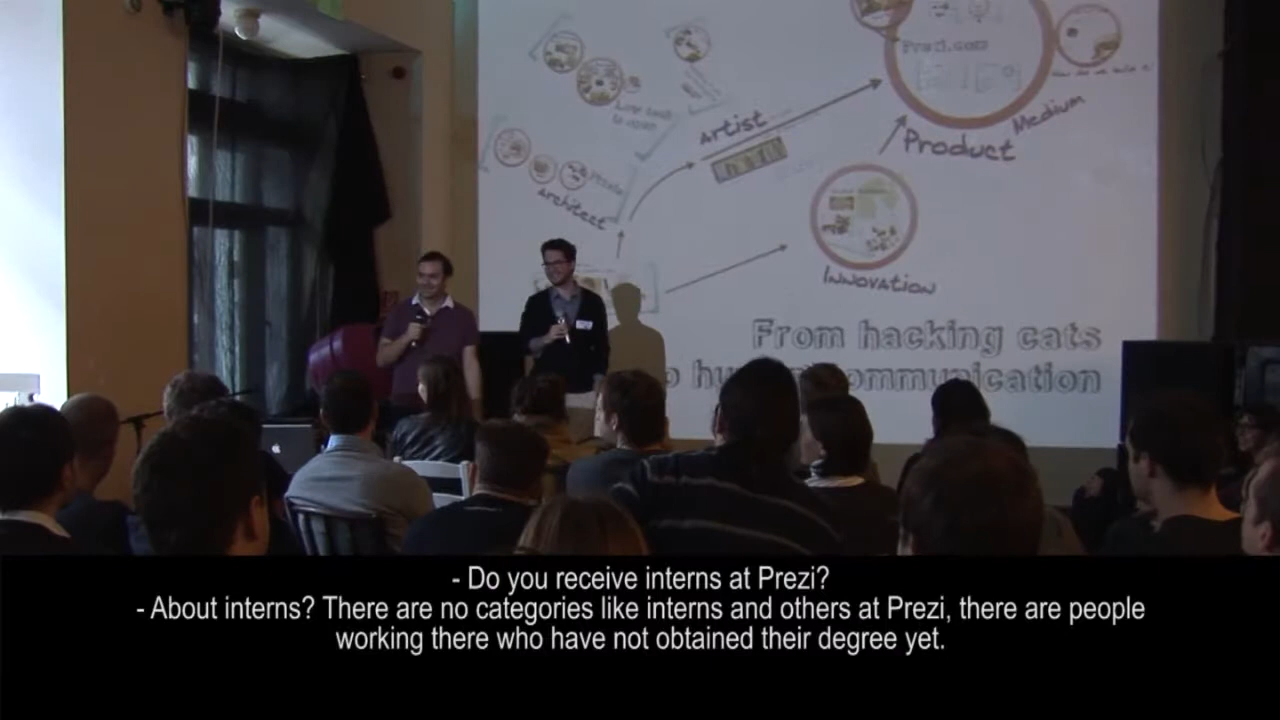 Prezi.com
Artist
Medium
Product
Architect
INNOVATION
From hacking cats
communication
- Do you receive interns at Prezi?
- About interns? There are no categories like interns and others at Prezi, there are people
working there who have not obtained their degree yet.